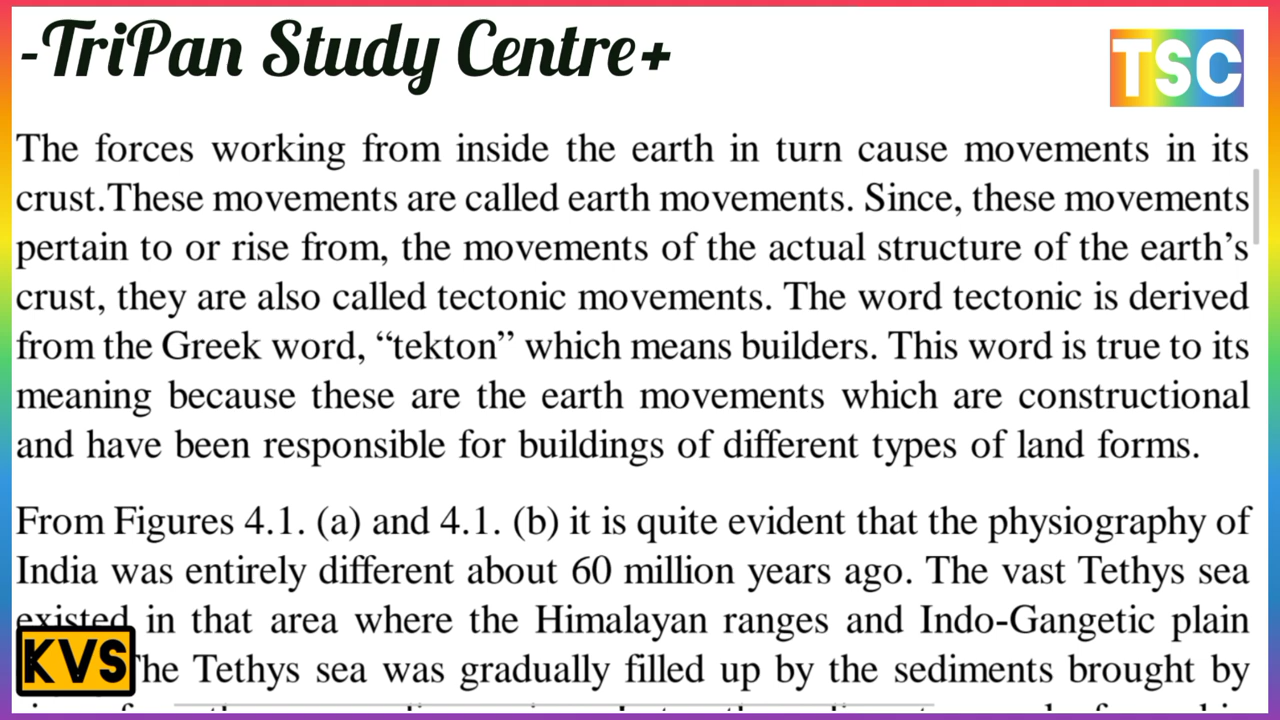 -TriPan Study Centre+
TSC
The forces working from inside the earth in turn cause movements in its
crust.These movements are called earth movements. Since, these movements
pertain to or rise from, the movements of the actual structure of the earth’s
crust, they are also called tectonic movements. The word tectonic is derived
from the Greek word, “tekton” which means builders. This word is true to its
meaning because these are the earth movements which are constructional
and have been responsible for buildings of different types of land forms.
From Figures 4.1. (a) and 4.1. (b) it is quite evident that the physiography of
India was entirely different about 60 million years ago. The vast Tethys sea
existed in that area where the Himalayan ranges and Indo-Gangetic plain
The Tethys sea was gradually filled up by the sediments brought by
KVS